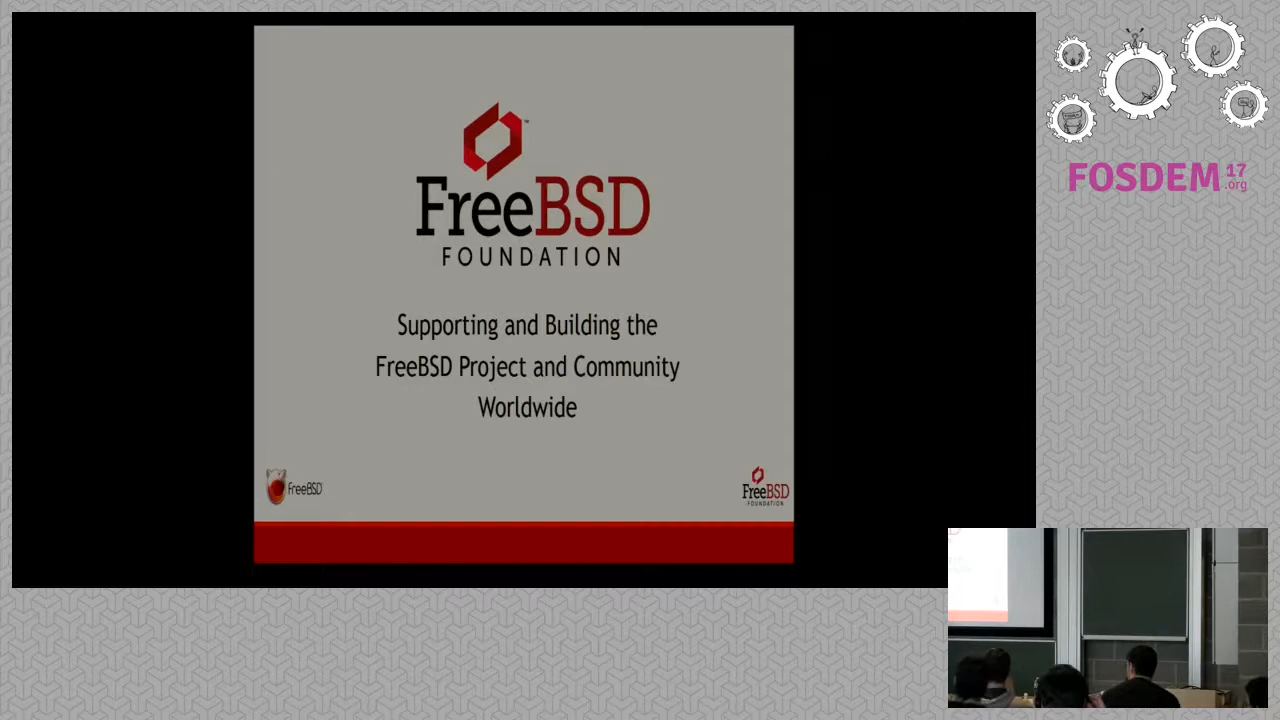 FreeBSD
FOUNDATION
Supporting and Building the
FreeBSD Project and Community
Worldwide
FreeBSD
FreeBSD
FOUNDATION
FOSDEM 17
.org